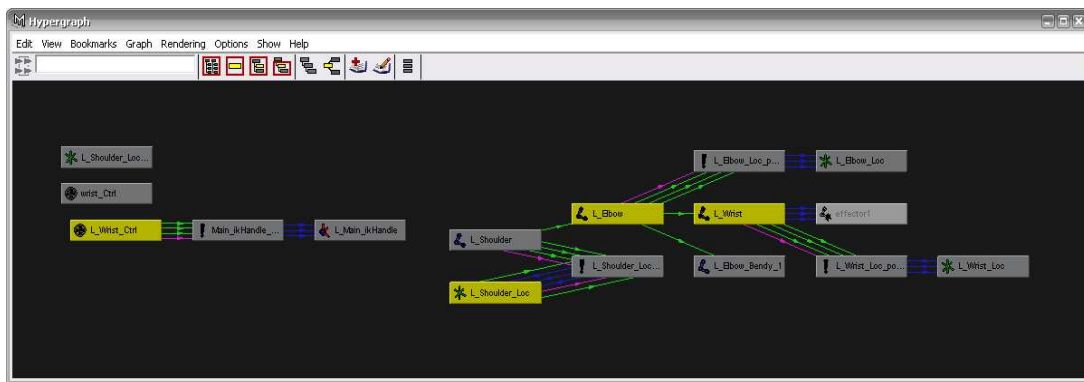 Hypergraph
Edit View Bookmarks Graph Rendering Options Show Help
L_Shoulder_Loc...
wrist_Ctrl
L_Wrist_Ctrl
Main_ikHandle_...
L_Main_ikHandle
L_Shoulder
L_Shoulder_Loc
L_Shoulder_Loc...
L_Elbow
L_Elbow_Loc_p...
L_Elbow_Loc
L_Wrist
effector1
L_Elbow_Bendy_1
L_Wrist_Loc_po...
L_Wrist_Loc